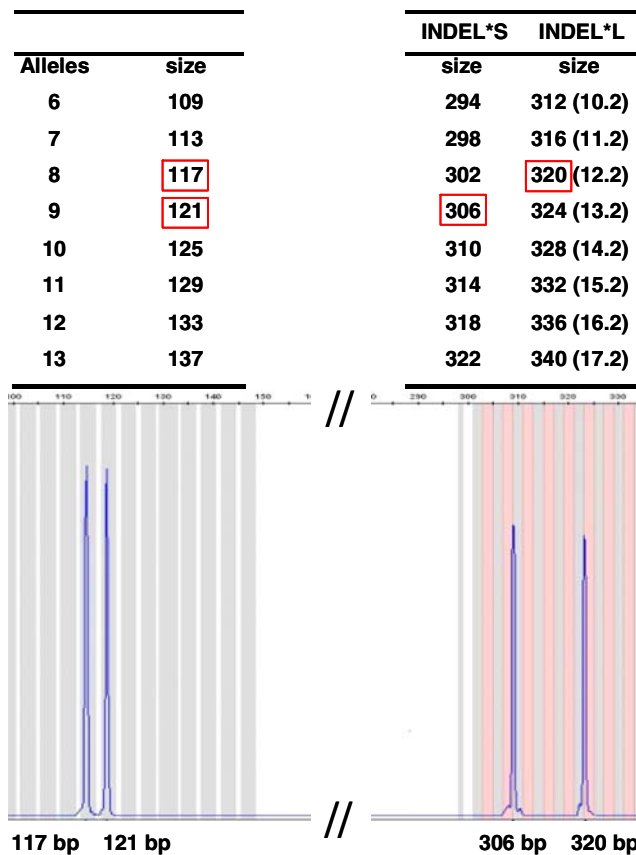 INDEL*S INDEL*L
Alleles size size size
6 109 294 312 (10.2)
7 113 298 316 (11.2)
8 117 302 320 (12.2)
9 121 306 324 (13.2)
10 125 310 328 (14.2)
11 129 314 332 (15.2)
12 133 318 336 (16.2)
13 137 322 340 (17.2)
100 110 120 130 140 150 // 290 300 310 320 330
//
117 bp 121 bp 306 bp 320 bp